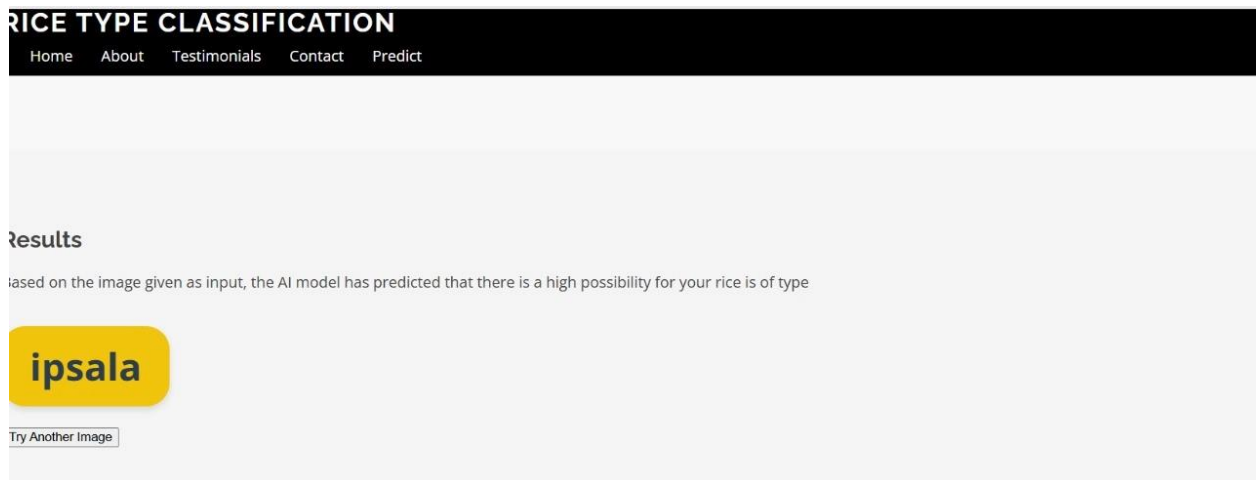 RICE TYPE CLASSIFICATION
Home About Testimonials Contact Predict
Results
Based on the image given as input, the AI model has predicted that there is a high possibility for your rice is of type
ipsala
Try Another Image